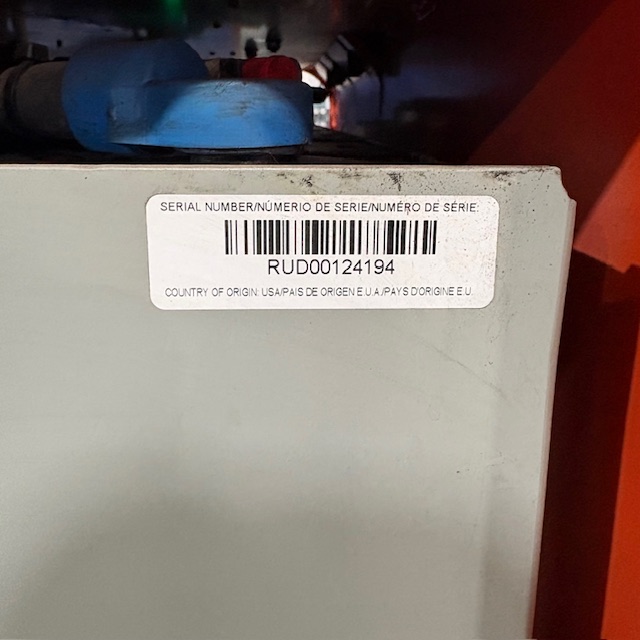 SERIAL NUMBER/NÚMERIO DE SERIE/NUMÉRO DE SÉRIE:
RUD00124194
COUNTRY OF ORIGIN: USA/PAIS DE ORIGEN E.U.A./PAYS D'ORIGINE E.U.